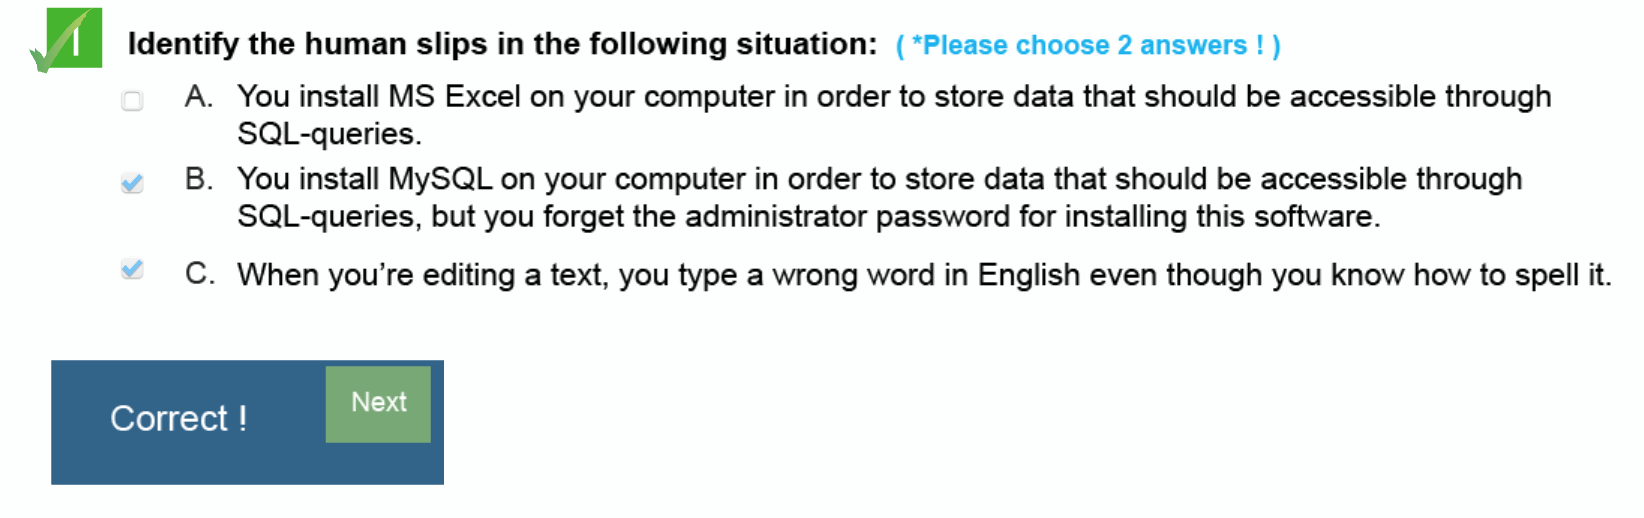 1 Identify the human slips in the following situation: ( *Please choose 2 answers ! )
A. You install MS Excel on your computer in order to store data that should be accessible through
SQL-queries.
B. You install MySQL on your computer in order to store data that should be accessible through
SQL-queries, but you forget the administrator password for installing this software.
C. When you’re editing a text, you type a wrong word in English even though you know how to spell it.
Correct !
Next